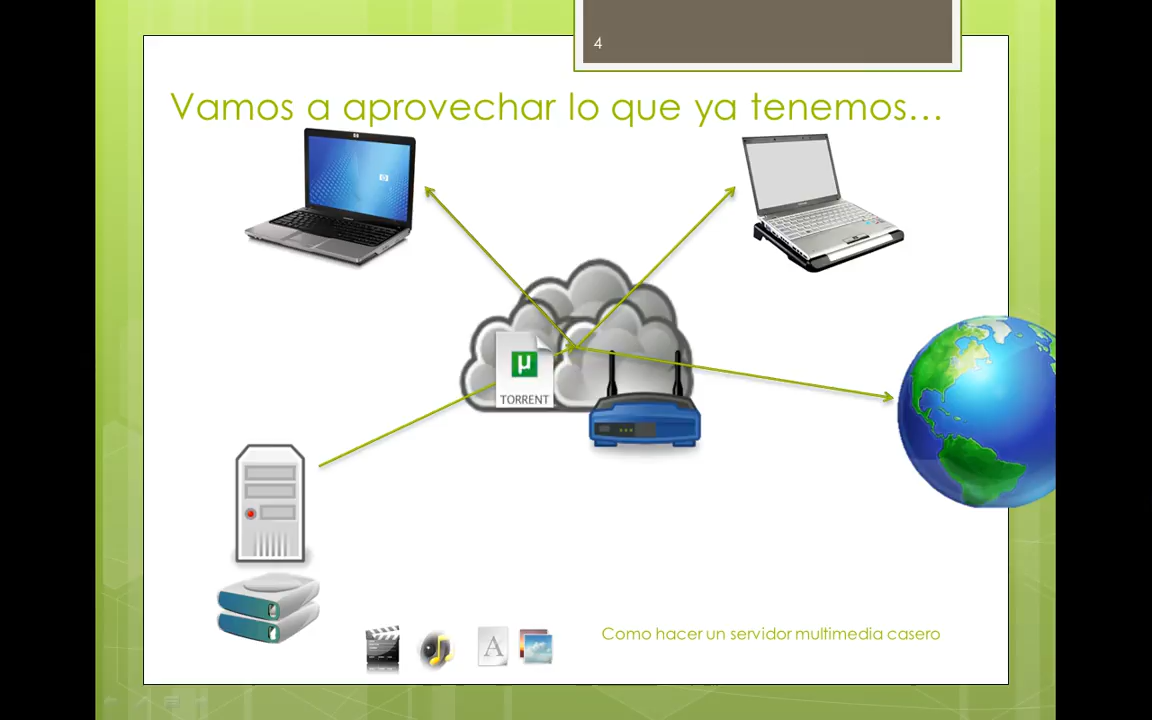 4
Vamos a aprovechar lo que ya tenemos...
µ
TORRENT
A
Como hacer un servidor multimedia casero